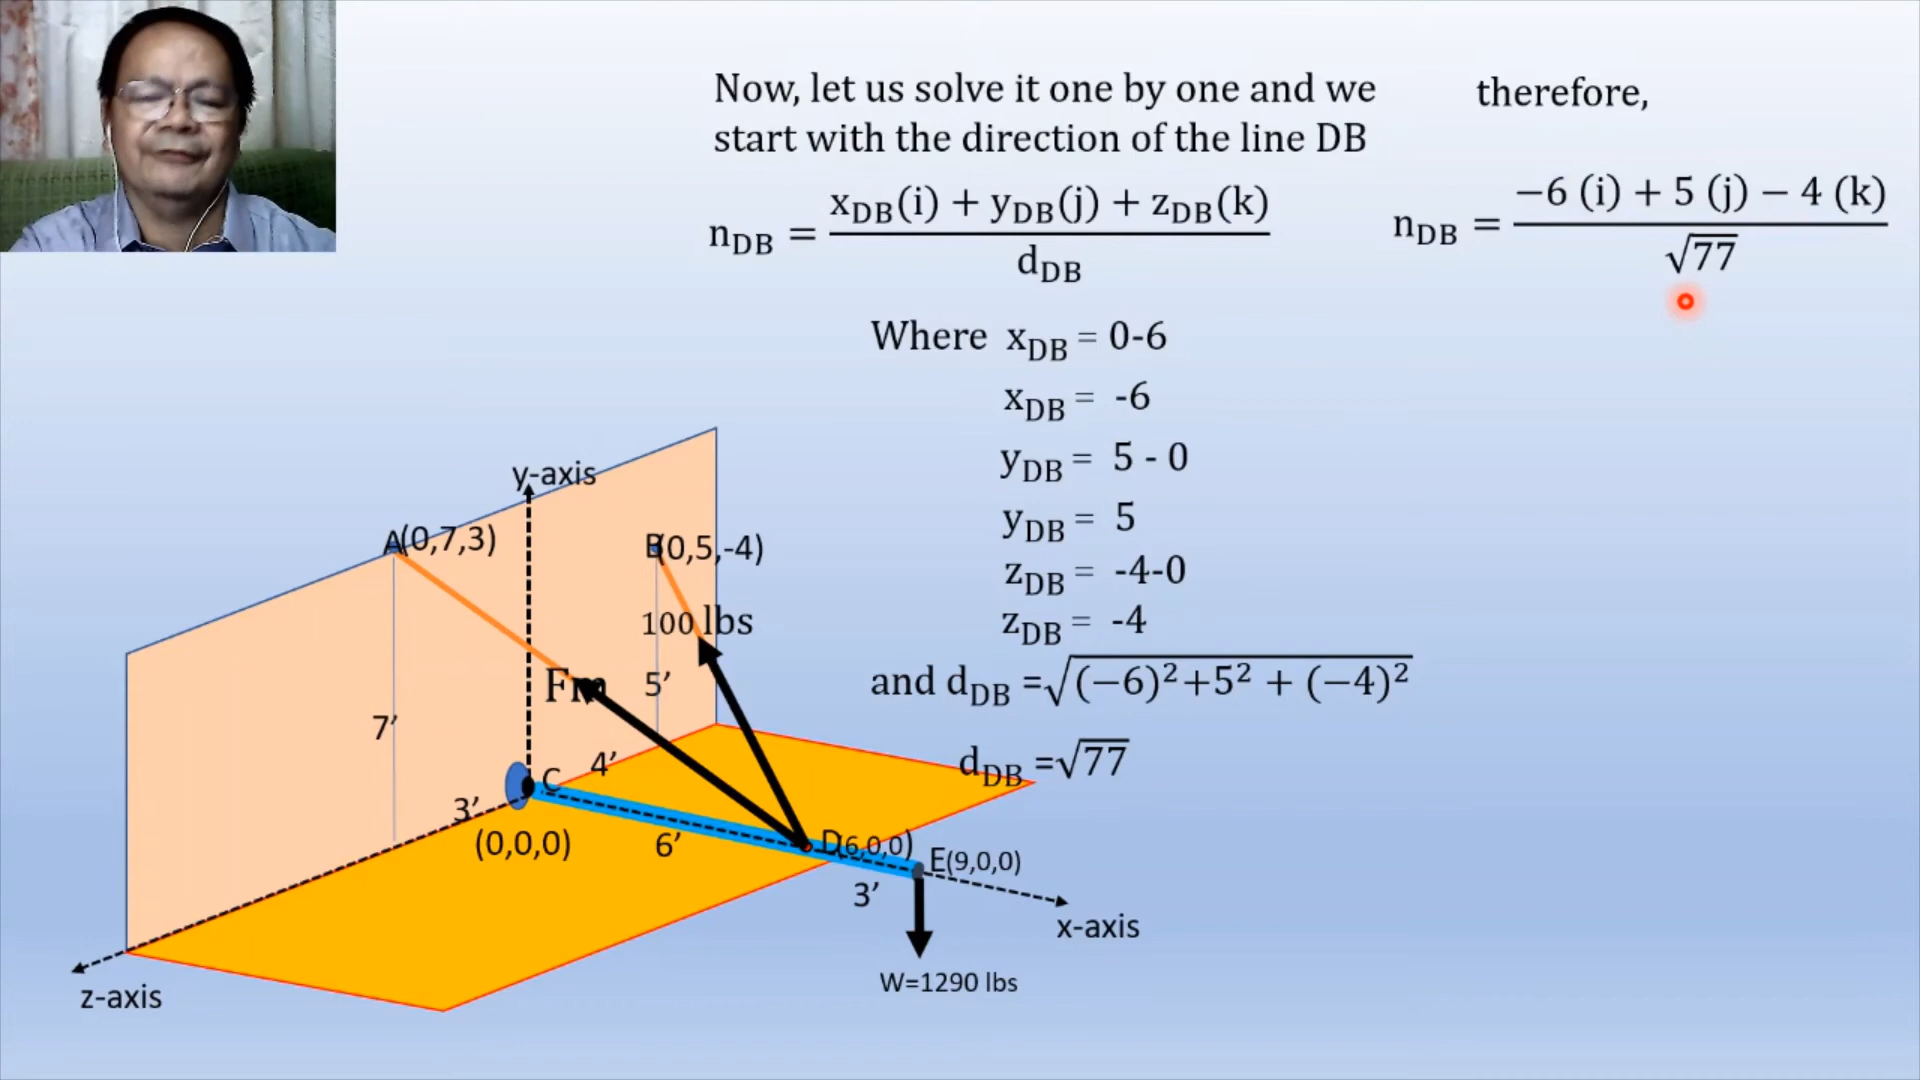 Now, let us solve it one by one and we
start with the direction of the line DB
n_DB = (x_DB(i) + y_DB(j) + z_DB(k)) / d_DB
Where x_DB = 0-6
x_DB = -6
y_DB = 5 - 0
y_DB = 5
z_DB = -4-0
z_DB = -4
and d_DB =√((−6)²+5² + (−4)²)
d_DB =√77
therefore,
n_DB = (−6 (i) + 5 (j) − 4 (k)) / √77
y-axis
A(0,7,3)
B(0,5,-4)
100 lbs
Fm
5’
7’
4’
C
3’
(0,0,0)
6’
D(6,0,0)
E(9,0,0)
3’
x-axis
W=1290 lbs
z-axis